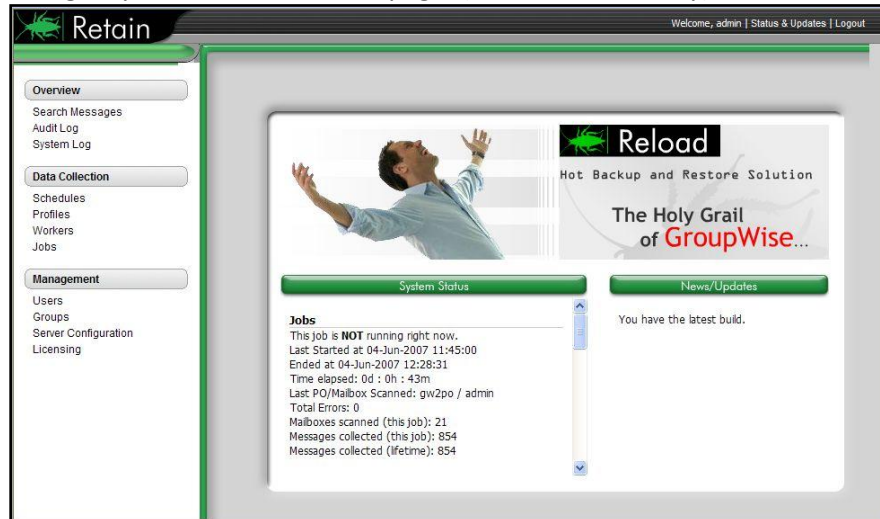 Retain
Welcome, admin | Status & Updates | Logout
Overview
Search Messages
Audit Log
System Log
Data Collection
Schedules
Profiles
Workers
Jobs
Management
Users
Groups
Server Configuration
Licensing
Reload
Hot Backup and Restore Solution
The Holy Grail
of GroupWise...
System Status
Jobs
This job is NOT running right now.
Last Started at 04-Jun-2007 11:45:00
Ended at 04-Jun-2007 12:28:31
Time elapsed: 0d : 0h : 43m
Last PO/Mailbox Scanned: gw2po / admin
Total Errors: 0
Mailboxes scanned (this job): 21
Messages collected (this job): 854
Messages collected (lifetime): 854
News/Updates
You have the latest build.